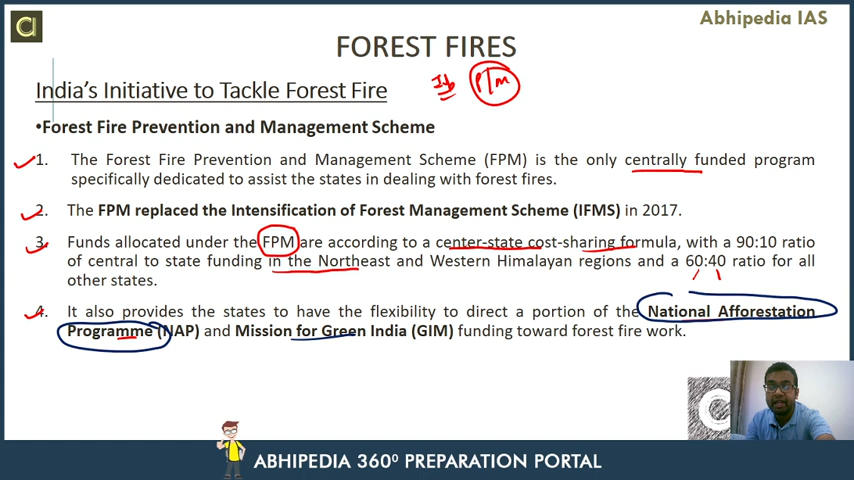 Abhipedia IAS
FOREST FIRES
India's Initiative to Tackle Forest Fire
P/m
•Forest Fire Prevention and Management Scheme
1. The Forest Fire Prevention and Management Scheme (FPM) is the only centrally funded program
specifically dedicated to assist the states in dealing with forest fires.
2. The FPM replaced the Intensification of Forest Management Scheme (IFMS) in 2017.
3. Funds allocated under the FPM are according to a center-state cost-sharing formula, with a 90:10 ratio
of central to state funding in the Northeast and Western Himalayan regions and a 60:40 ratio for all
other states.
4. It also provides the states to have the flexibility to direct a portion of the National Afforestation
Programme (NAP) and Mission for Green India (GIM) funding toward forest fire work.
ABHIPEDIA 360⁰ PREPARATION PORTAL